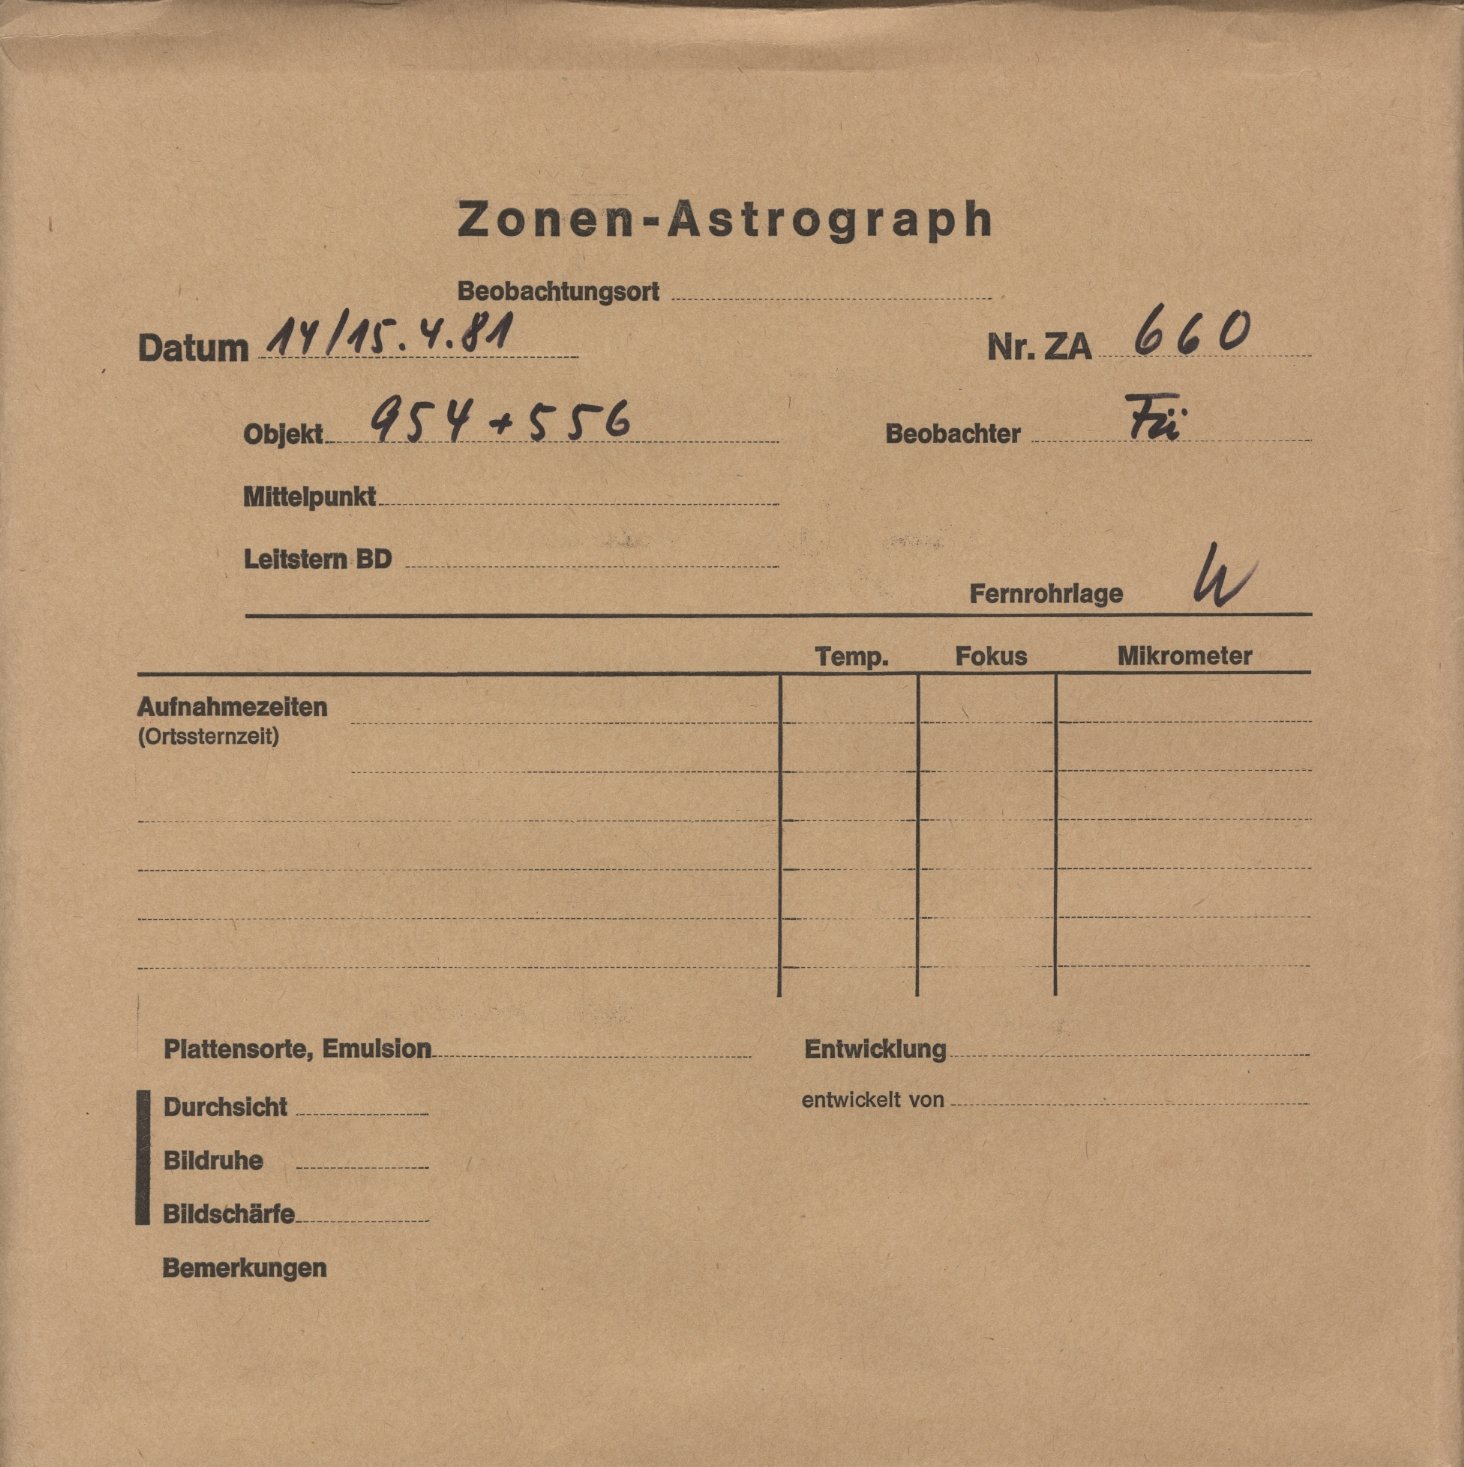 Zonen-Astrograph
Beobachtungsort
Datum 14/15.4.81 Nr. ZA 660
Objekt 954+556 Beobachter Fü
Mittelpunkt
Leitstern BD
Fernrohrlage W
Temp. Fokus Mikrometer
Aufnahmezeiten
(Ortssternzeit)
Plattensorte, Emulsion Entwicklung
Durchsicht entwickelt von
Bildruhe
Bildschärfe
Bemerkungen